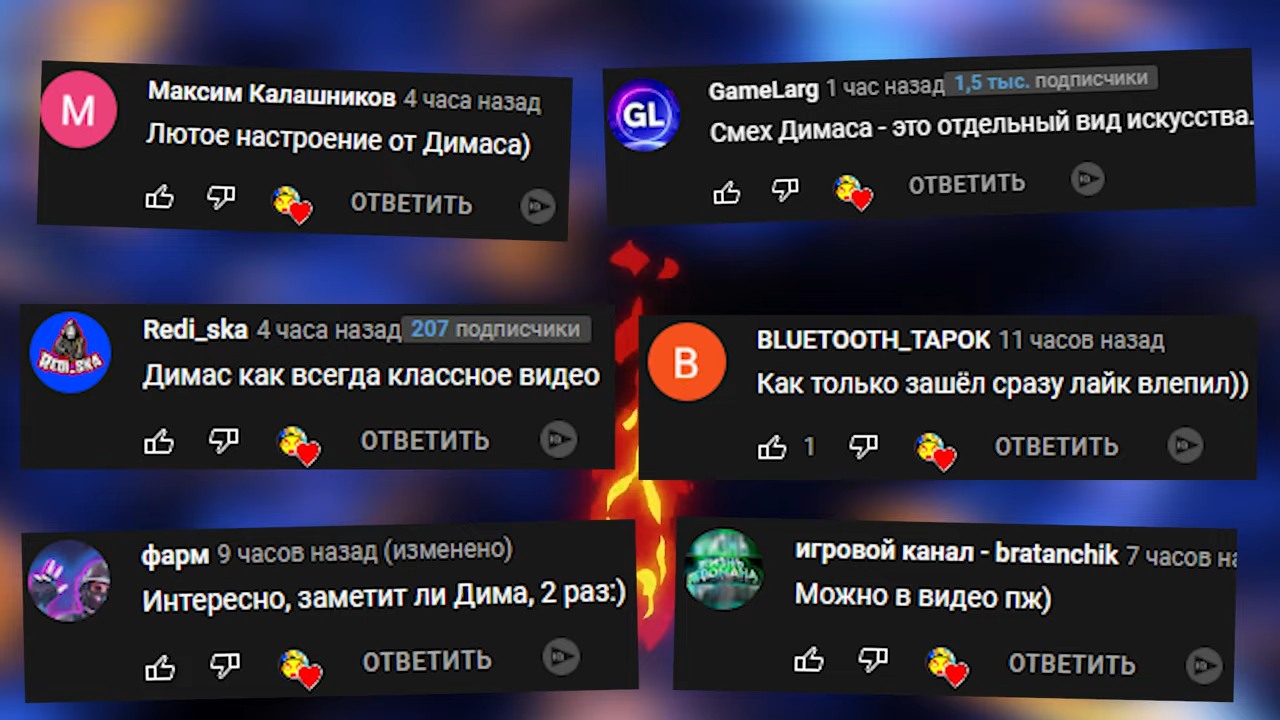 М
Максим Калашников 4 часа назад
Лютое настроение от Димаса)
ОТВЕТИТЬ
GL
GameLarg 1 час назад 1,5 тыс. подписчики
Смех Димаса - это отдельный вид искусства.
ОТВЕТИТЬ
REDI_SKA
Redi_ska 4 часа назад 207 подписчики
Димас как всегда классное видео
ОТВЕТИТЬ
B
BLUETOOTH_TAPOK 11 часов назад
Как только зашёл сразу лайк влепил))
1
ОТВЕТИТЬ
фарм 9 часов назад (изменено)
Интересно, заметит ли Дима, 2 раз:)
ОТВЕТИТЬ
игровой канал - bratanchik 7 часов на
Можно в видео пж)
ОТВЕТИТЬ